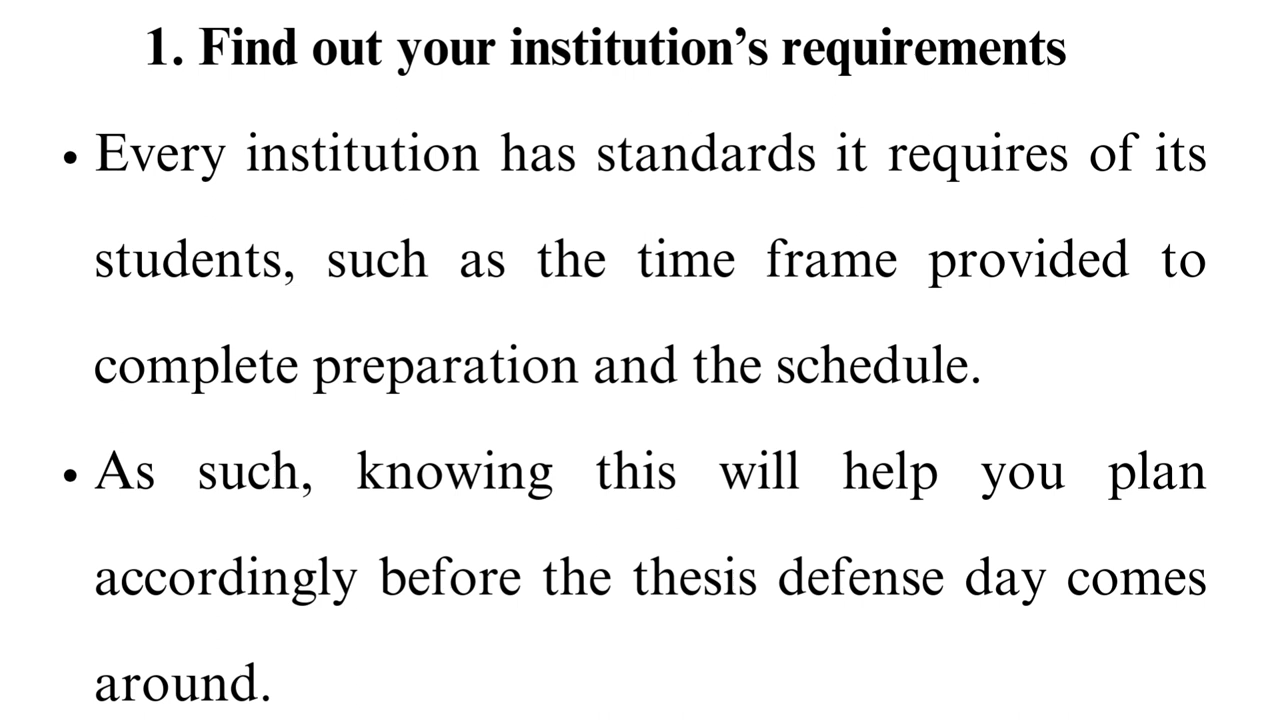 1. Find out your institution’s requirements
• Every institution has standards it requires of its
students, such as the time frame provided to
complete preparation and the schedule.
• As such, knowing this will help you plan
accordingly before the thesis defense day comes
around.